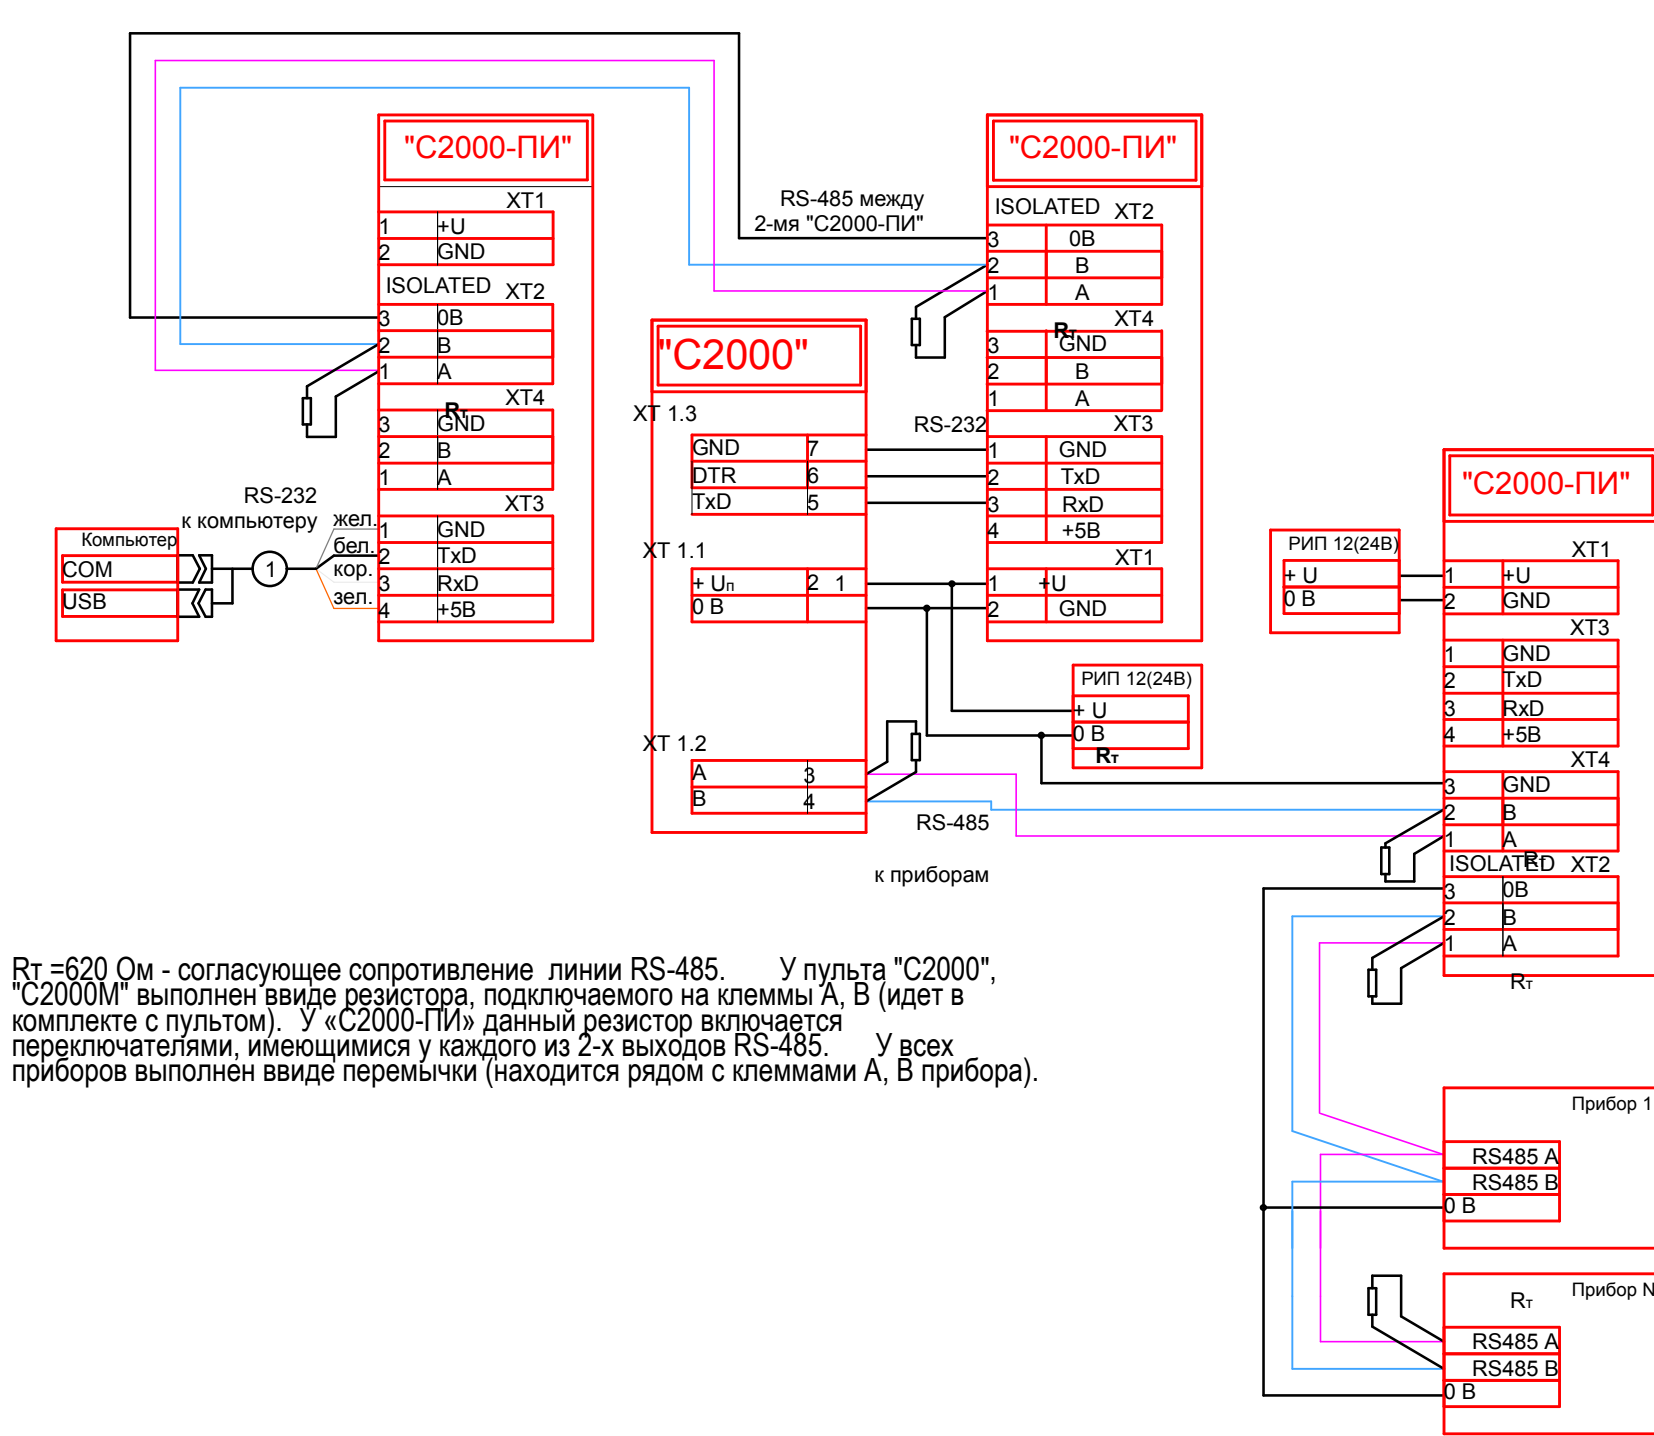 "С2000-ПИ"
XT1
1 +U
2 GND
ISOLATED XT2
3 0В
2 B
1 A
XT4
Rт
3 GND
2 B
1 A
XT3
1 GND
2 TxD
3 RxD
4 +5В
RS-232
к компьютеру
жел.
бел.
кор.
зел.
Компьютер
COM
USB
1
RS-485 между
2-мя "С2000-ПИ"
"С2000-ПИ"
ISOLATED XT2
3 0В
2 B
1 A
XT4
Rт
3 GND
2 B
1 A
RS-232
XT3
1 GND
2 TxD
3 RxD
4 +5В
XT1
1 +U
2 GND
"С2000"
XT 1.3
GND 7
DTR 6
TxD 5
XT 1.1
+ Uп 2 1
0 В
XT 1.2
A 3
B 4
РИП 12(24В)
+ U
0 В
Rт
RS-485
к приборам
"С2000-ПИ"
РИП 12(24В)
+ U
0 В
XT1
1 +U
2 GND
XT3
1 GND
2 TxD
3 RxD
4 +5В
XT4
3 GND
2 B
1 A
Rт
ISOLATED XT2
3 0В
2 B
1 A
Rт
Прибор 1
RS485 A
RS485 B
0 В
Прибор N
Rт
RS485 A
RS485 B
0 В
Rт =620 Ом - согласующее сопротивление линии RS-485. У пульта "С2000",
"С2000М" выполнен ввиде резистора, подключаемого на клеммы А, В (идет в
комплекте с пультом). У «С2000-ПИ» данный резистор включается
переключателями, имеющимися у каждого из 2-х выходов RS-485. У всех
приборов выполнен ввиде перемычки (находится рядом с клеммами А, В прибора).